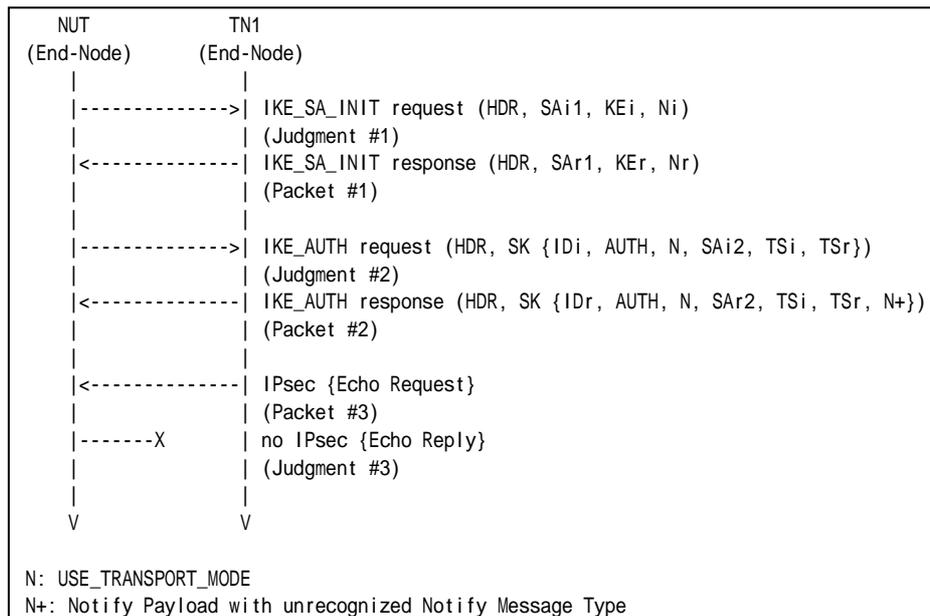 NUT TN1
(End-Node) (End-Node)
| |
|-------------->| IKE_SA_INIT request (HDR, SAi1, KEi, Ni)
| | (Judgment #1)
|<--------------| IKE_SA_INIT response (HDR, SAr1, KEr, Nr)
| | (Packet #1)
| |
|-------------->| IKE_AUTH request (HDR, SK {IDi, AUTH, N, SAi2, TSi, TSr})
| | (Judgment #2)
|<--------------| IKE_AUTH response (HDR, SK {IDr, AUTH, N, SAr2, TSi, TSr, N+})
| | (Packet #2)
| |
|<--------------| IPsec {Echo Request}
| | (Packet #3)
|-------X | no IPsec {Echo Reply}
| | (Judgment #3)
| |
V V
N: USE_TRANSPORT_MODE
N+: Notify Payload with unrecognized Notify Message Type